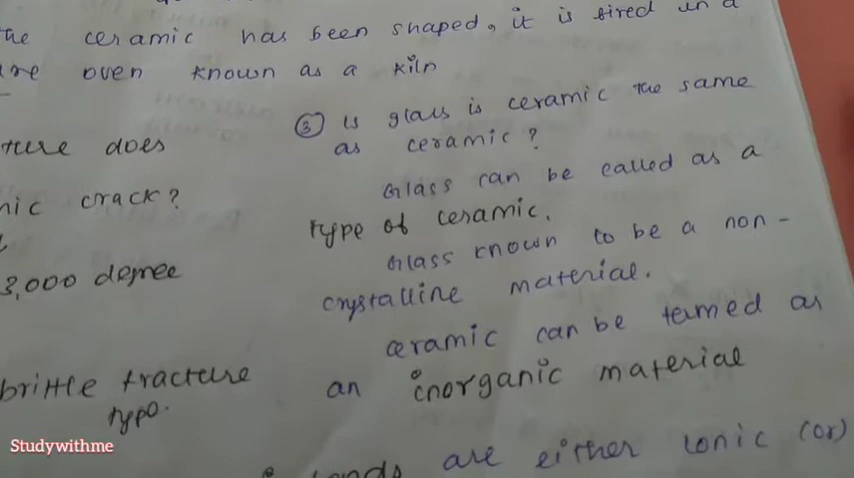 the ceramic has been shaped, it is fired in a
are oven known as a kiln
ture does
nic crack?
3,000 degree
brittle fracture
typo.
③ is glass is ceramic the same
as ceramic?
Glass can be called as a
type of ceramic.
Glass known to be a non-
crystalline material.
ceramic can be termed as
an inorganic material
are either ionic (or)
Studywithme